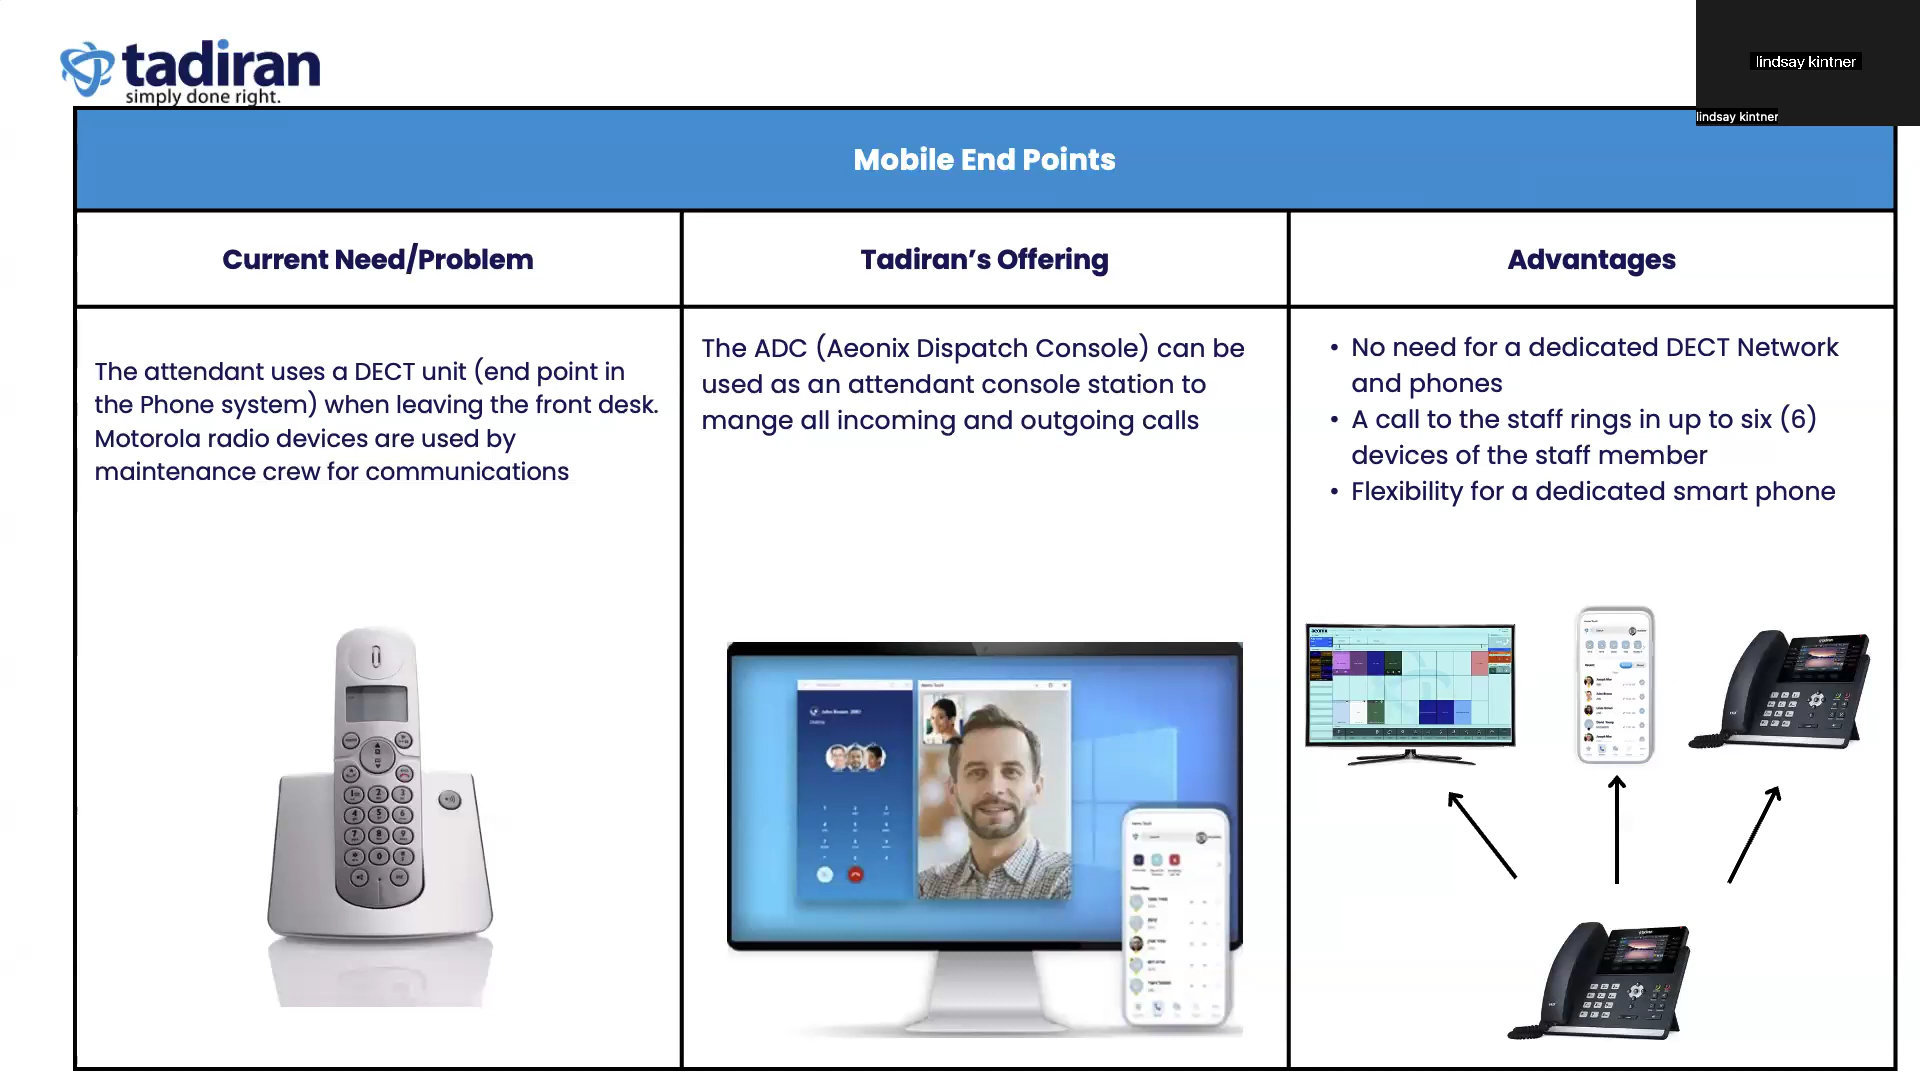 tadiran
simply done right.
lindsay kintner
lindsay kintner
Mobile End Points
Current Need/Problem
Tadiran’s Offering
Advantages
The attendant uses a DECT unit (end point in
the Phone system) when leaving the front desk.
Motorola radio devices are used by
maintenance crew for communications
The ADC (Aeonix Dispatch Console) can be
used as an attendant console station to
mange all incoming and outgoing calls
• No need for a dedicated DECT Network
and phones
• A call to the staff rings in up to six (6)
devices of the staff member
• Flexibility for a dedicated smart phone